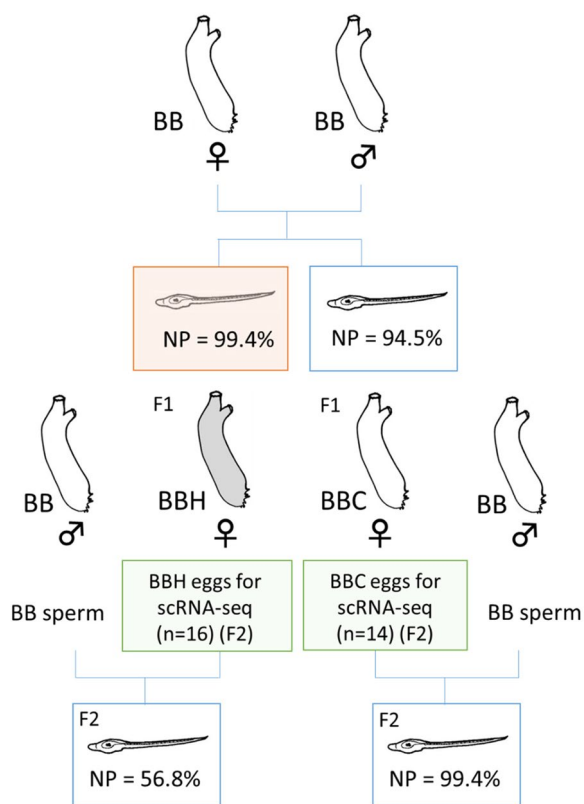 BB
BB
♀
♂
NP = 99.4%
NP = 94.5%
F1
F1
BB
BBH
BBC
BB
♂
♀
♀
♂
BB sperm
BBH eggs for
scRNA-seq
(n=16) (F2)
BBC eggs for
scRNA-seq
(n=14) (F2)
BB sperm
F2
NP = 56.8%
F2
NP = 99.4%